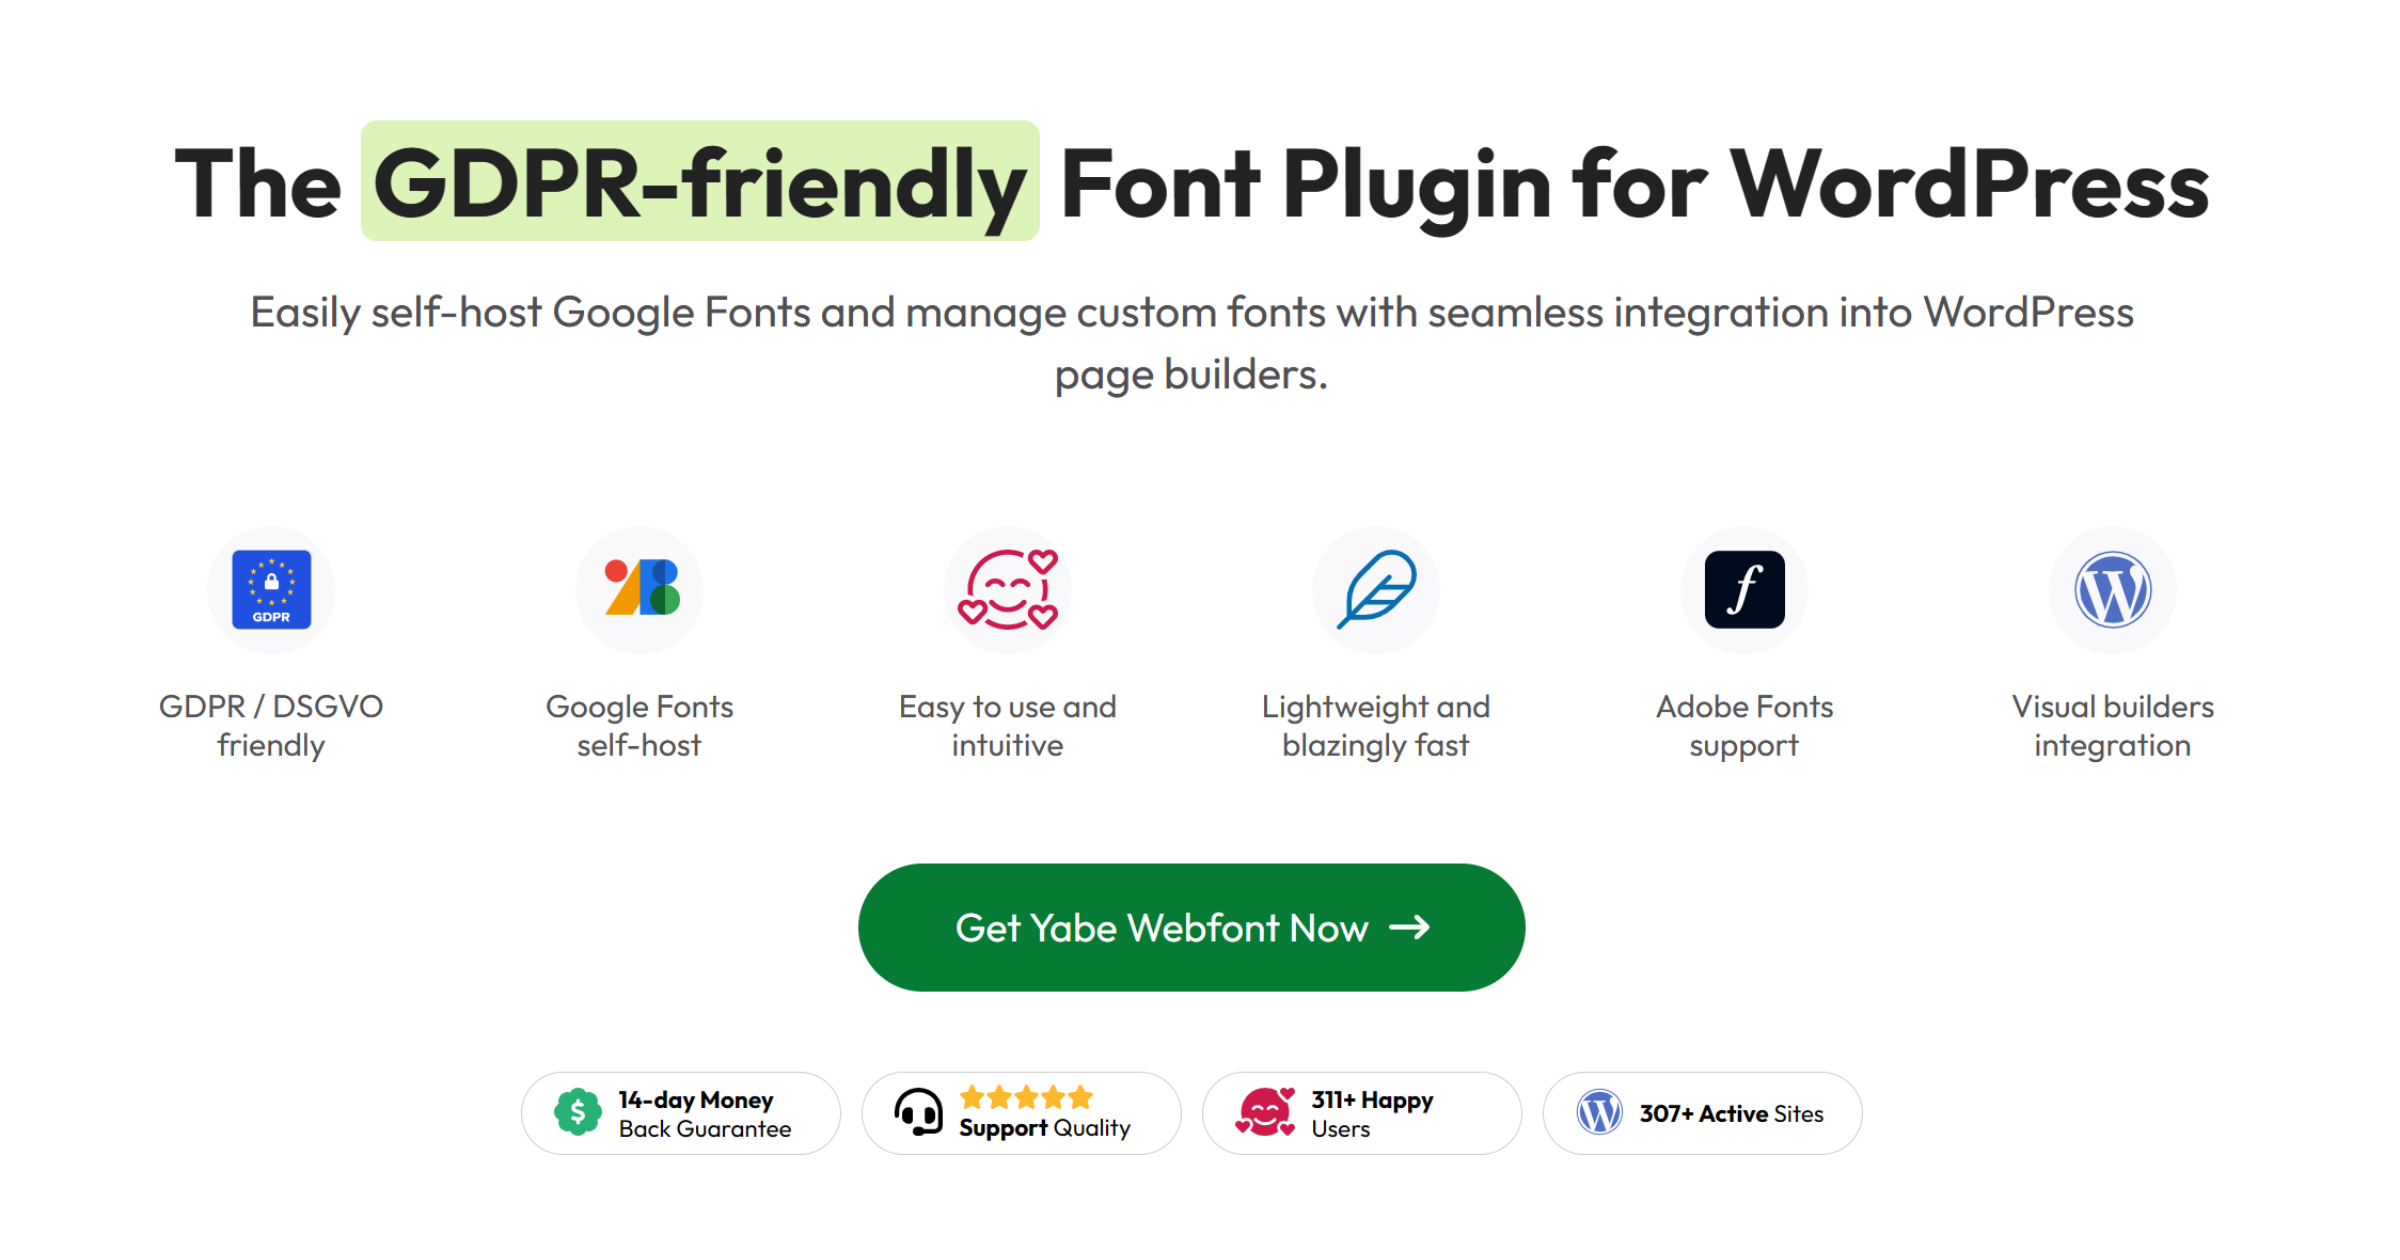 The GDPR-friendly Font Plugin for WordPress
Easily self-host Google Fonts and manage custom fonts with seamless integration into WordPress
page builders.
GDPR
GDPR / DSGVO
friendly
Google Fonts
self-host
Easy to use and
intuitive
Lightweight and
blazingly fast
f
Adobe Fonts
support
W
Visual builders
integration
Get Yabe Webfont Now →
$
14-day Money
Back Guarantee
Support Quality
311+ Happy
Users
W
307+ Active Sites